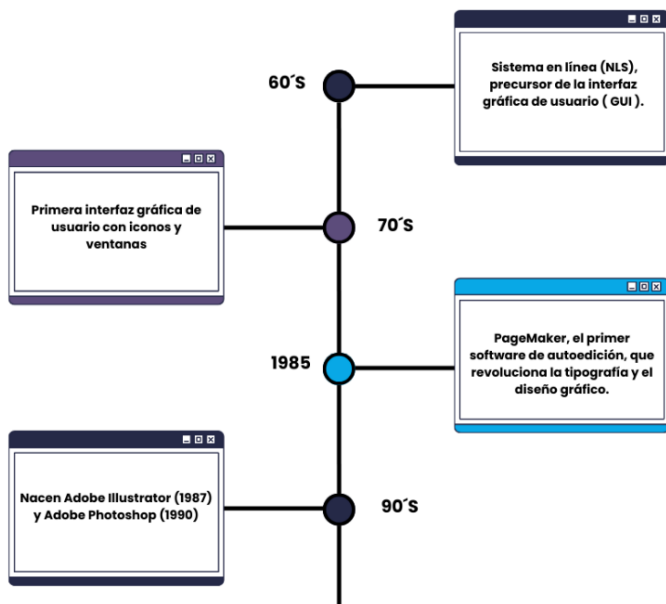 60´S
Sistema en línea (NLS),
precursor de la interfaz
gráfica de usuario ( GUI ).
Primera interfaz gráfica de
usuario con iconos y
ventanas
70´S
1985
PageMaker, el primer
software de autoedición, que
revoluciona la tipografía y el
diseño gráfico.
Nacen Adobe Illustrator (1987)
y Adobe Photoshop (1990)
90´S